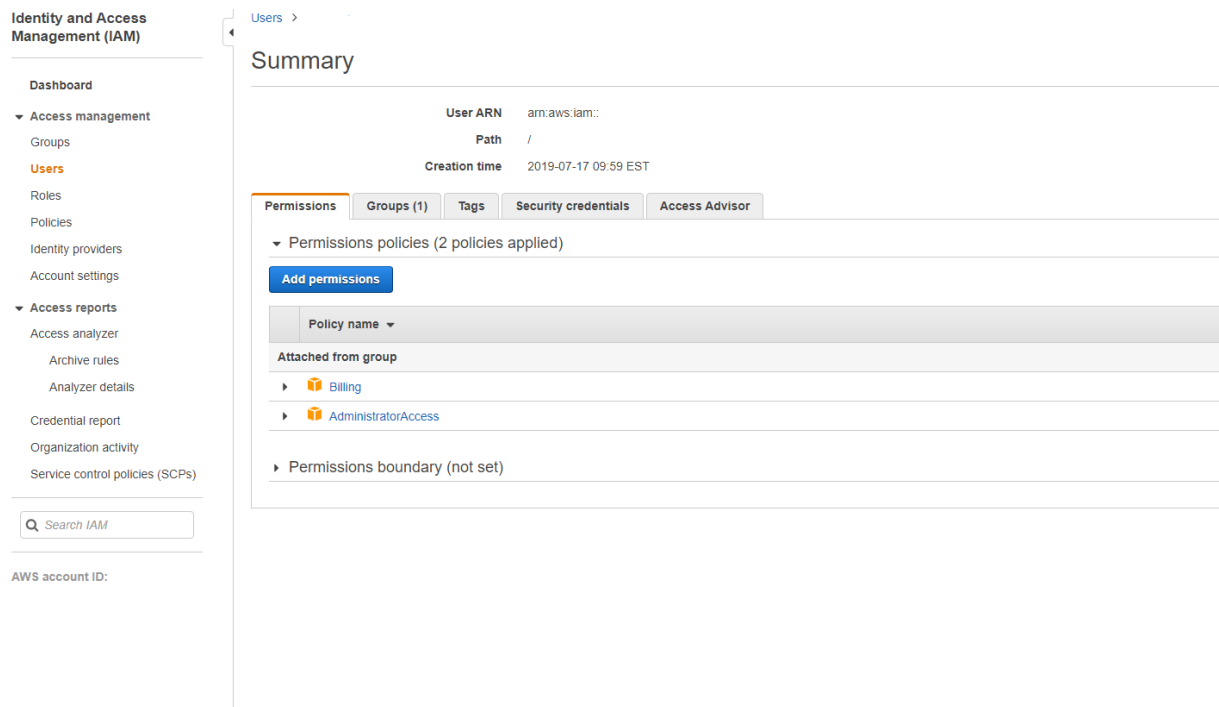 Identity and Access
Management (IAM)
Dashboard
Access management
Groups
Users
Roles
Policies
Identity providers
Account settings
Access reports
Access analyzer
Archive rules
Analyzer details
Credential report
Organization activity
Service control policies (SCPs)
Search IAM
AWS account ID:
Users >
Summary
User ARN arn:aws:iam::
Path /
Creation time 2019-07-17 09:59 EST
Permissions Groups (1) Tags Security credentials Access Advisor
Permissions policies (2 policies applied)
Add permissions
Policy name
Attached from group
Billing
AdministratorAccess
Permissions boundary (not set)